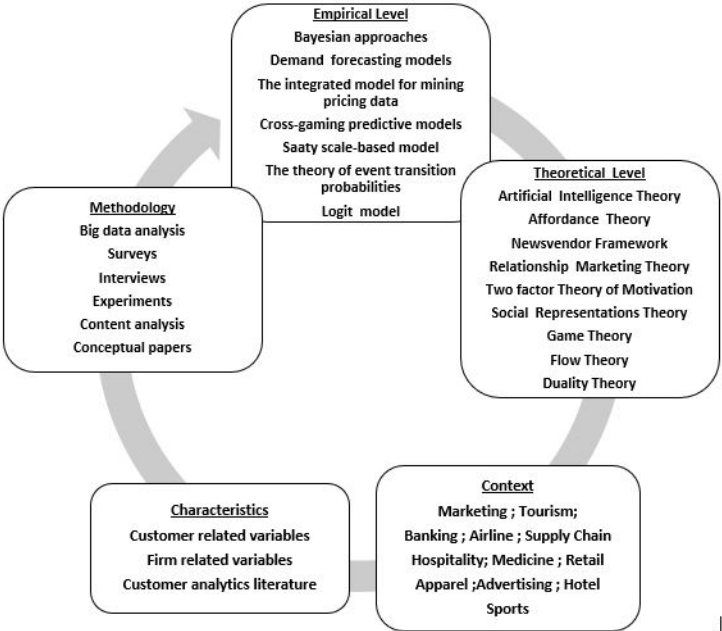 Empirical Level
Bayesian approaches
Demand forecasting models
The integrated model for mining
pricing data
Cross-gaming predictive models
Saaty scale-based model
The theory of event transition
probabilities
Logit model
Theoretical Level
Artificial Intelligence Theory
Affordance Theory
Newsvendor Framework
Relationship Marketing Theory
Two factor Theory of Motivation
Social Representations Theory
Game Theory
Flow Theory
Duality Theory
Context
Marketing ; Tourism;
Banking ; Airline ; Supply Chain
Hospitality; Medicine ; Retail
Apparel ;Advertising ; Hotel
Sports
Characteristics
Customer related variables
Firm related variables
Customer analytics literature
Methodology
Big data analysis
Surveys
Interviews
Experiments
Content analysis
Conceptual papers